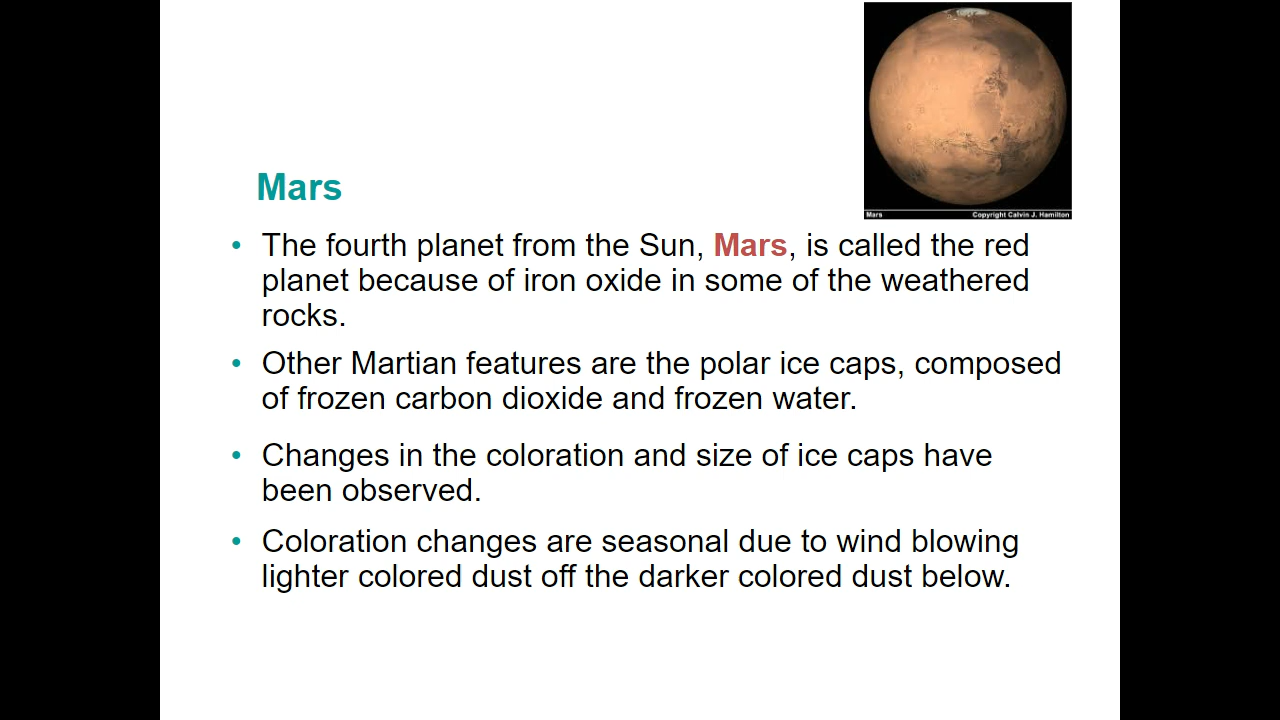 Mars Copyright Calvin J. Hamilton
Mars
• The fourth planet from the Sun, Mars, is called the red
planet because of iron oxide in some of the weathered
rocks.
• Other Martian features are the polar ice caps, composed
of frozen carbon dioxide and frozen water.
• Changes in the coloration and size of ice caps have
been observed.
• Coloration changes are seasonal due to wind blowing
lighter colored dust off the darker colored dust below.